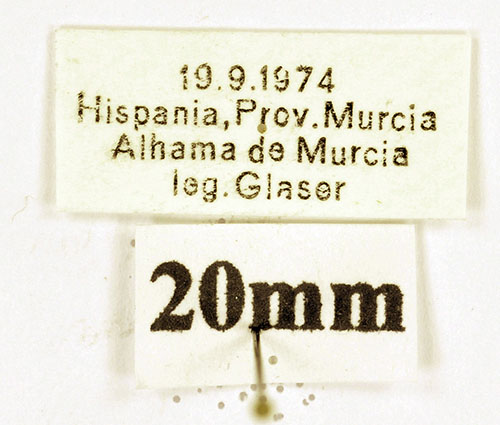 19.9.1974
Hispania, Prov. Murcia
Alhama de Murcia
leg. Glaser
20mm